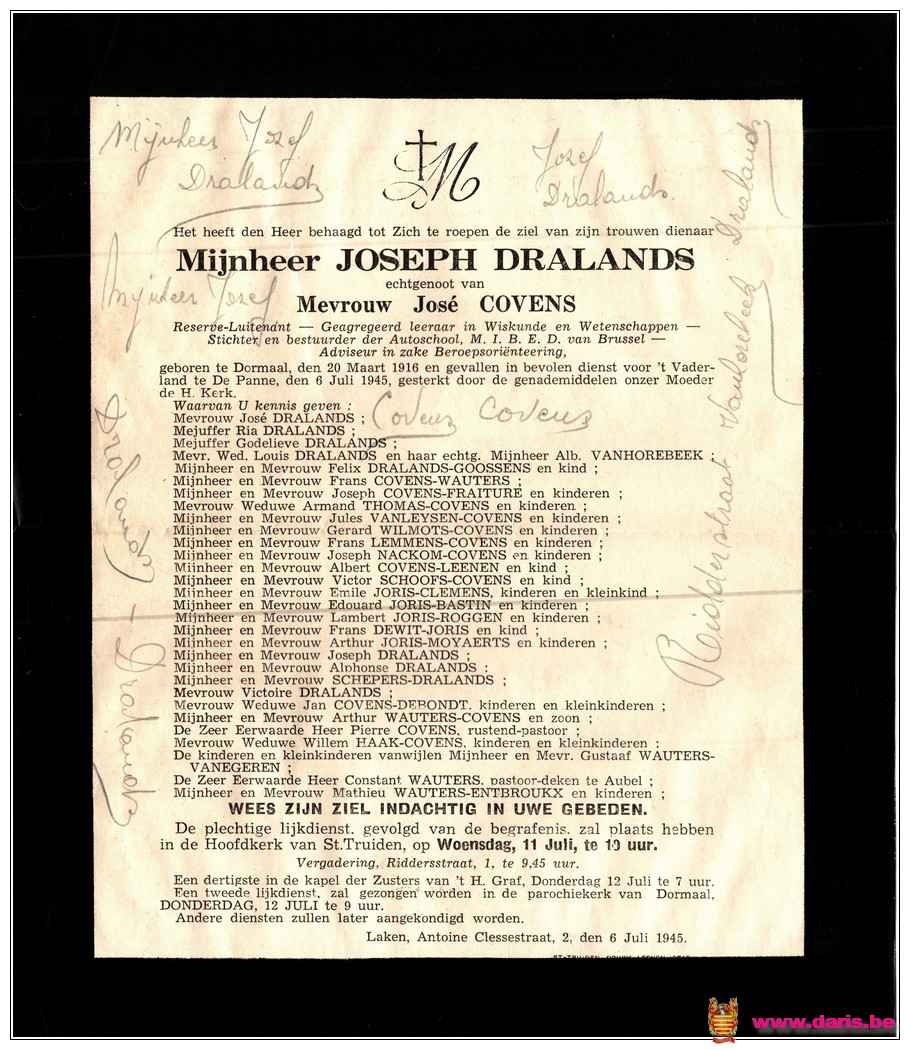 Mijnheer Jozef
Dralands
Jozef
Dralands.
M
Het heeft den Heer behaagd tot Zich te roepen de ziel van zijn trouwen dienaar
Mijnheer JOSEPH DRALANDS
echtgenoot van
Mijnheer Jozef
Mevrouw José COVENS
Reserve-Luitenant — Geagregeerd leeraar in Wiskunde en Wetenschappen —
Stichter en bestuurder der Autoschool, M. I. B. E. D. van Brussel —
Adviseur in zake Beroepsoriënteering,
geboren te Dormaal, den 20 Maart 1916 en gevallen in bevolen dienst voor 't Vader-
land te De Panne, den 6 Juli 1945, gesterkt door de genademiddelen onzer Moeder
de H. Kerk.
Waarvan U kennis geven :
Covens Covens
Mevrouw José DRALANDS ;
Mejuffer Ria DRALANDS ;
Mejuffer Godelieve DRALANDS ;
Mevr. Wed. Louis DRALANDS en haar echtg. Mijnheer Alb. VANHOREBEEK ;
Mijnheer en Mevrouw Felix DRALANDS-GOOSSENS en kind ;
Mijnheer en Mevrouw Frans COVENS-WAUTERS ;
Mijnheer en Mevrouw Joseph COVENS-FRAITURE en kinderen ;
Mevrouw Weduwe Armand THOMAS-COVENS en kinderen ;
Mijnheer en Mevrouw Jules VANLEYSEN-COVENS en kinderen ;
Mijnheer en Mevrouw Gerard WILMOTS-COVENS en kinderen ;
Mijnheer en Mevrouw Frans LEMMENS-COVENS en kinderen ;
Mijnheer en Mevrouw Joseph NACKOM-COVENS en kinderen ;
Mijnheer en Mevrouw Albert COVENS-LEENEN en kind ;
Mijnheer en Mevrouw Victor SCHOOFS-COVENS en kind ;
Mijnheer en Mevrouw Emile JORIS-CLEMENS, kinderen en kleinkind ;
Mijnheer en Mevrouw Edouard JORIS-BASTIN en kinderen ;
Mijnheer en Mevrouw Lambert JORIS-ROGGEN en kinderen ;
Mijnheer en Mevrouw Frans DEWIT-JORIS en kind ;
Mijnheer en Mevrouw Arthur JORIS-MOYAERTS en kinderen ;
Mijnheer en Mevrouw Joseph DRALANDS ;
Mijnheer en Mevrouw Alphonse DRALANDS :
Mijnheer en Mevrouw SCHEPERS-DRALANDS ;
Mevrouw Victoire DRALANDS ;
Mevrouw Weduwe Jan COVENS-DEBONDT, kinderen en kleinkinderen ;
Mijnheer en Mevrouw Arthur WAUTERS-COVENS en zoon ;
De Zeer Eerwaarde Heer Pierre COVENS, rustend-pastoor ;
Mevrouw Weduwe Willem HAAK-COVENS, kinderen en kleinkinderen ;
De kinderen en kleinkinderen vanwijlen Mijnheer en Mevr. Gustaaf WAUTERS-
VANEGEREN ;
De Zeer Eerwaarde Heer Constant WAUTERS, pastoor-deken te Aubel ;
Mijnheer en Mevrouw Mathieu WAUTERS-ENTBROUKX en kinderen ;
WEES ZIJN ZIEL INDACHTIG IN UWE GEBEDEN.
De plechtige lijkdienst, gevolgd van de begrafenis, zal plaats hebben
in de Hoofdkerk van St.Truiden, op Woensdag, 11 Juli, te 10 uur.
Vergadering, Riddersstraat, 1, te 9,45 uur.
Een dertigste in de kapel der Zusters van 't H. Graf, Donderdag 12 Juli te 7 uur.
Een tweede lijkdienst, zal gezongen worden in de parochiekerk van Dormaal,
DONDERDAG, 12 JULI te 9 uur.
Andere diensten zullen later aangekondigd worden.
Laken, Antoine Clessestraat, 2, den 6 Juli 1945.
Dralands - Dralands
Ridderstraat Vanhorebeek Dralands
www.daris.be